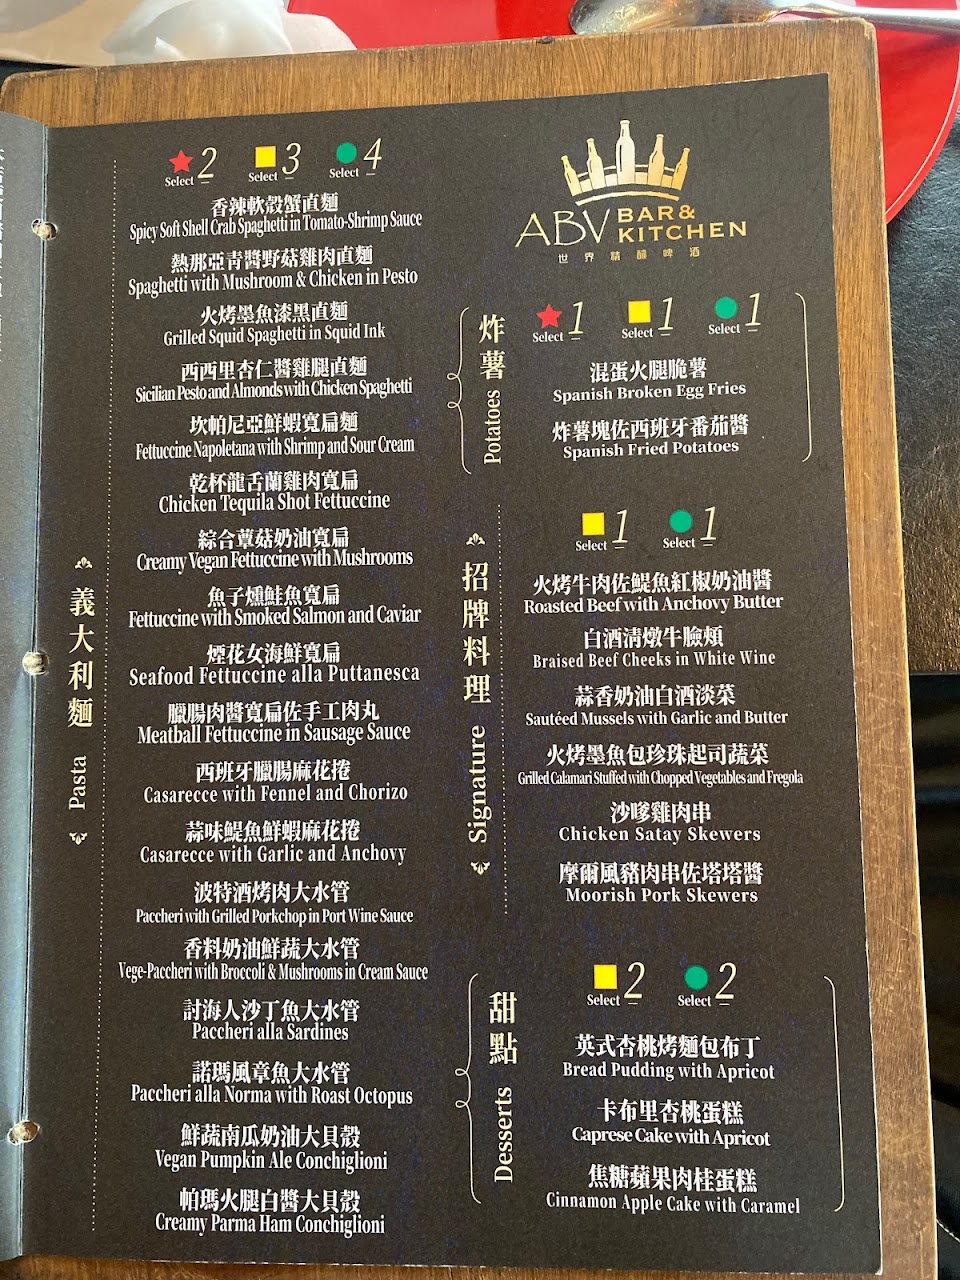 2 3 4
Select Select Select
香辣軟殼蟹直麵
Spicy Soft Shell Crab Spaghetti in Tomato-Shrimp Sauce
熱那亞青醬野菇雞肉直麵
Spaghetti with Mushroom & Chicken in Pesto
火烤墨魚漆黑直麵
Grilled Squid Spaghetti in Squid Ink
西西里杏仁醬雞腿直麵
Sicilian Pesto and Almonds with Chicken Spaghetti
坎帕尼亞鮮蝦寬扁麵
Fettuccine Napoletana with Shrimp and Sour Cream
乾杯龍舌蘭雞肉寬扁
Chicken Tequila Shot Fettuccine
綜合蕈菇奶油寬扁
Creamy Vegan Fettuccine with Mushrooms
魚子燻鮭魚寬扁
Fettuccine with Smoked Salmon and Caviar
煙花女海鮮寬扁
Seafood Fettuccine alla Puttanesca
臘腸肉醬寬扁佐手工肉丸
Meatball Fettuccine in Sausage Sauce
西班牙臘腸麻花捲
Casarecce with Fennel and Chorizo
蒜味鯷魚鮮蝦麻花捲
Casarecce with Garlic and Anchovy
波特酒烤肉大水管
Paccheri with Grilled Porkchop in Port Wine Sauce
香料奶油鮮蔬大水管
Vege-Paccheri with Broccoli & Mushrooms in Cream Sauce
討海人沙丁魚大水管
Paccheri alla Sardines
諾瑪風章魚大水管
Paccheri alla Norma with Roast Octopus
鮮蔬南瓜奶油大貝殼
Vegan Pumpkin Ale Conchiglioni
帕瑪火腿白醬大貝殼
Creamy Parma Ham Conchiglioni
義大利麵 Pasta
ABV BAR &
KITCHEN
世界精釀啤酒
炸薯 Potatoes
1 1 1
Select Select Select
混蛋火腿脆薯
Spanish Broken Egg Fries
炸薯塊佐西班牙番茄醬
Spanish Fried Potatoes
招牌料理 Signature
1 1
Select Select
火烤牛肉佐鯷魚紅椒奶油醬
Roasted Beef with Anchovy Butter
白酒清燉牛臉頰
Braised Beef Cheeks in White Wine
蒜香奶油白酒淡菜
Sautéed Mussels with Garlic and Butter
火烤墨魚包珍珠起司蔬菜
Grilled Calamari Stuffed with Chopped Vegetables and Fregola
沙嗲雞肉串
Chicken Satay Skewers
摩爾風豬肉串佐塔塔醬
Moorish Pork Skewers
甜點 Desserts
2 2
Select Select
英式杏桃烤麵包布丁
Bread Pudding with Apricot
卡布里杏桃蛋糕
Caprese Cake with Apricot
焦糖蘋果肉桂蛋糕
Cinnamon Apple Cake with Caramel